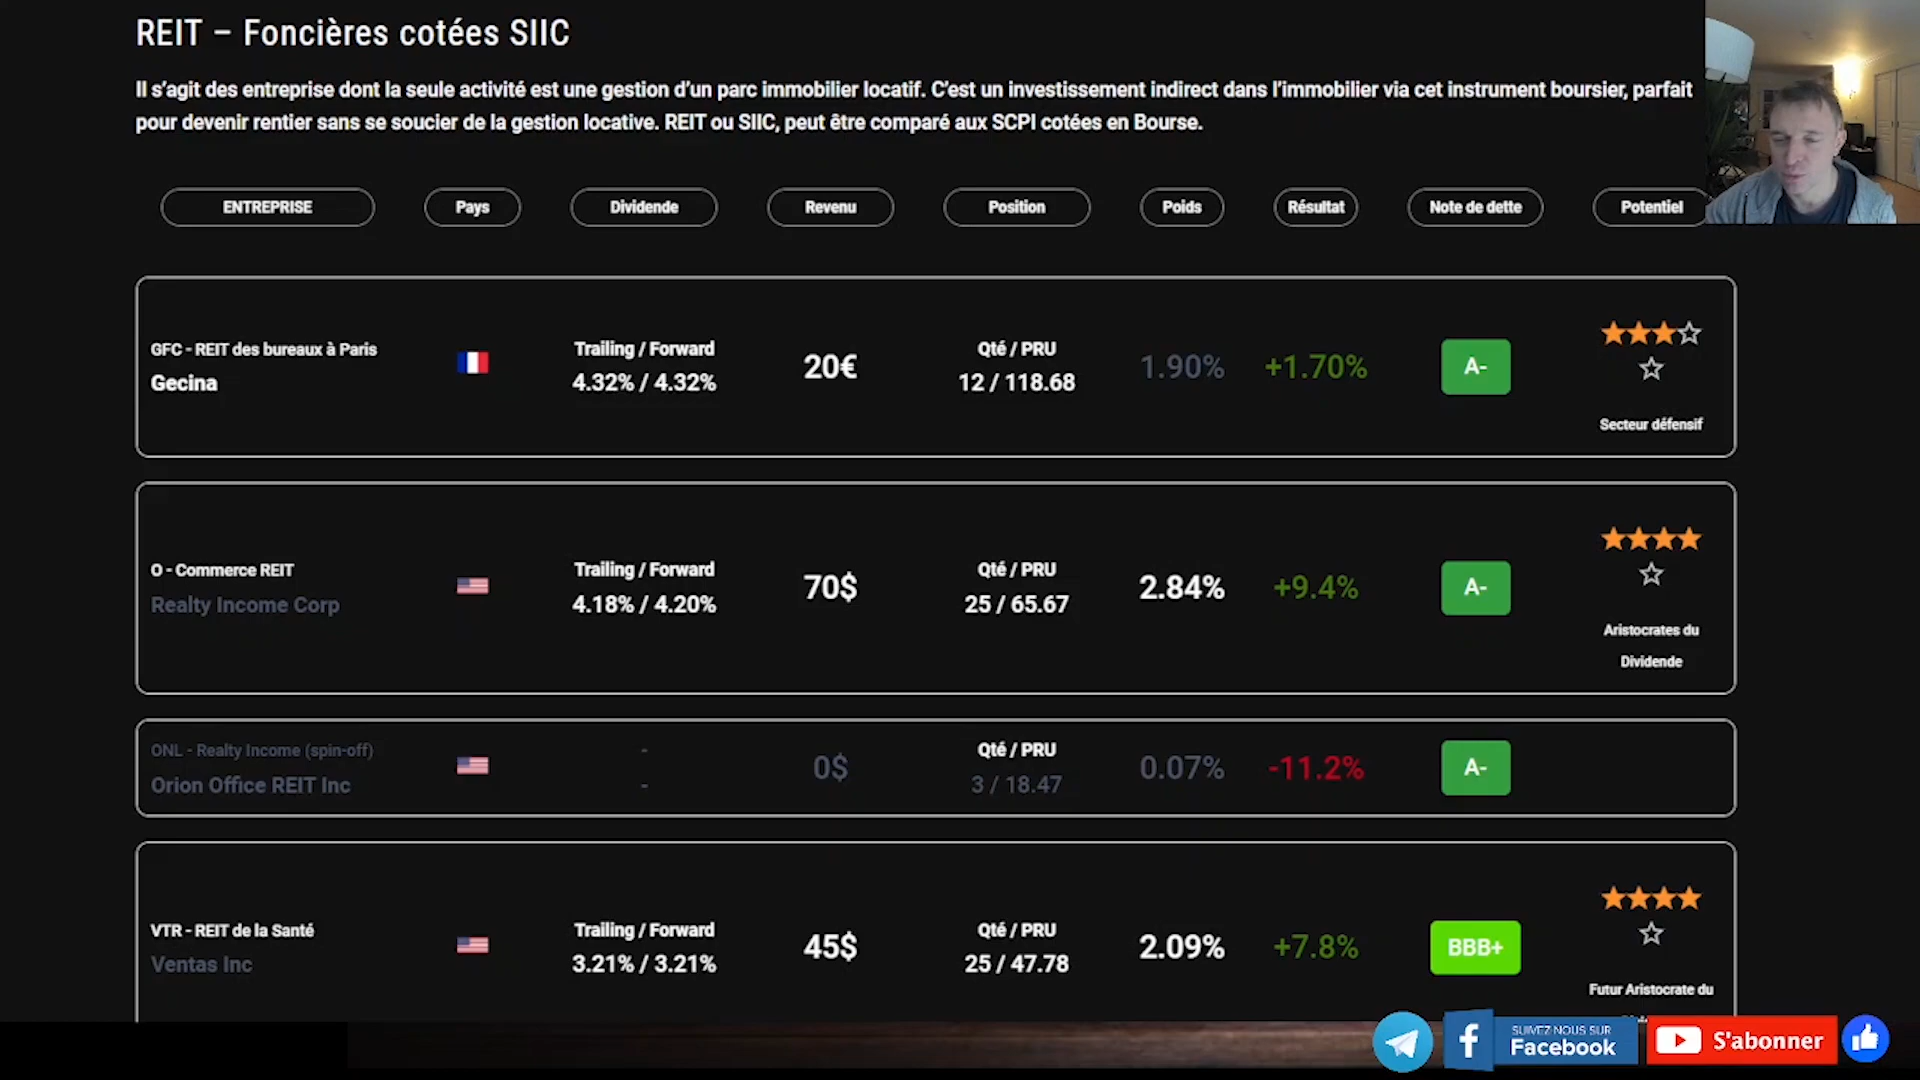 REIT – Foncières cotées SIIC
Il s'agit des entreprise dont la seule activité est une gestion d'un parc immobilier locatif. C'est un investissement indirect dans l'immobilier via cet instrument boursier, parfait
pour devenir rentier sans se soucier de la gestion locative. REIT ou SIIC, peut être comparé aux SCPI cotées en Bourse.
ENTREPRISE Pays Dividende Revenu Position Poids Résultat Note de dette Potentiel
GFC - REIT des bureaux à Paris
Gecina
Trailing / Forward
4.32% / 4.32%
20€
Qté / PRU
12 / 118.68
1.90%
+1.70%
A-
Secteur défensif
O - Commerce REIT
Realty Income Corp
Trailing / Forward
4.18% / 4.20%
70$
Qté / PRU
25 / 65.67
2.84%
+9.4%
A-
Aristocrates du
Dividende
ONL - Realty Income (spin-off)
Orion Office REIT Inc
-
-
0$
Qté / PRU
3 / 18.47
0.07%
-11.2%
A-
VTR - REIT de la Santé
Ventas Inc
Trailing / Forward
3.21% / 3.21%
45$
Qté / PRU
25 / 47.78
2.09%
+7.8%
BBB+
Futur Aristocrate du
SUIVEZ-NOUS SUR
Facebook
S'abonner